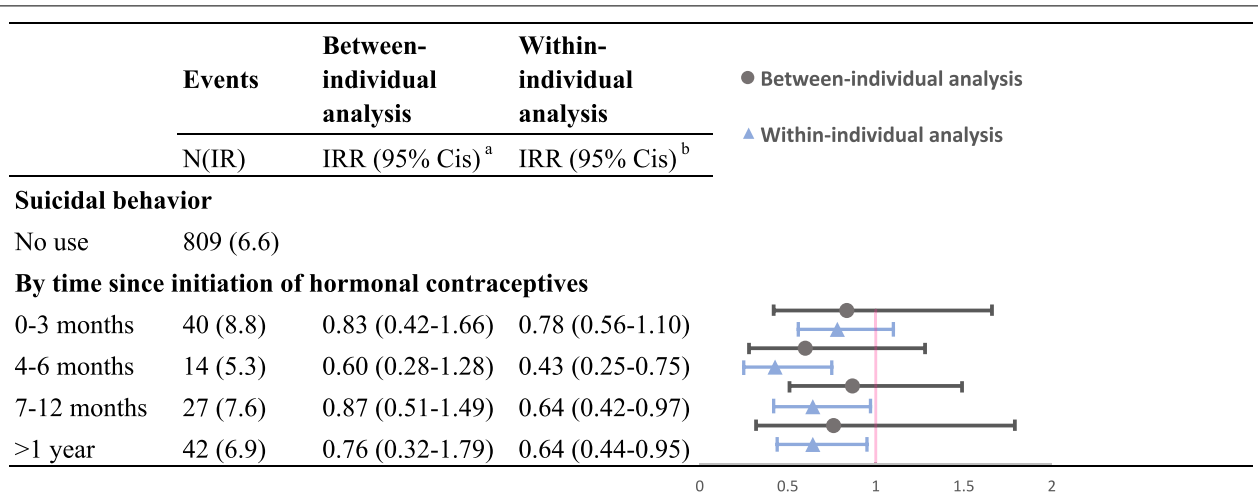 Between-individual analysis
Within-individual analysis
Events
Between-
individual
analysis
Within-
individual
analysis
N(IR) IRR (95% Cis) a IRR (95% Cis) b
Suicidal behavior
No use 809 (6.6)
By time since initiation of hormonal contraceptives
0-3 months 40 (8.8) 0.83 (0.42-1.66) 0.78 (0.56-1.10)
4-6 months 14 (5.3) 0.60 (0.28-1.28) 0.43 (0.25-0.75)
7-12 months 27 (7.6) 0.87 (0.51-1.49) 0.64 (0.42-0.97)
>1 year 42 (6.9) 0.76 (0.32-1.79) 0.64 (0.44-0.95)
0 0.5 1 1.5 2